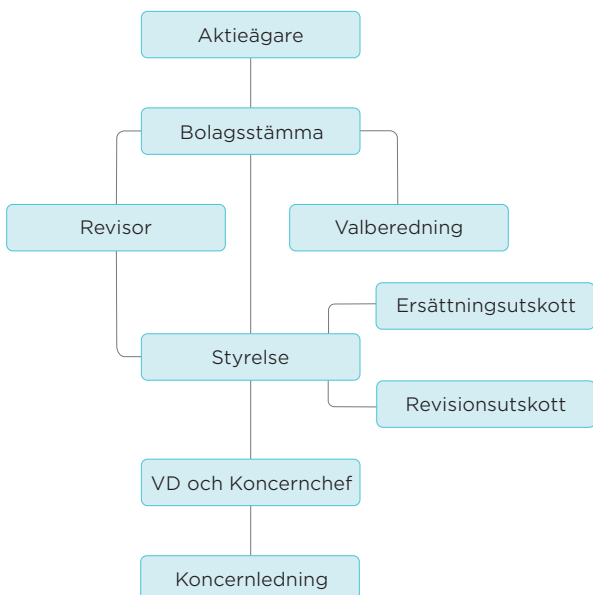 Aktieägare
Bolagsstämma
Revisor
Valberedning
Ersättningsutskott
Styrelse
Revisionsutskott
VD och Koncernchef
Koncernledning